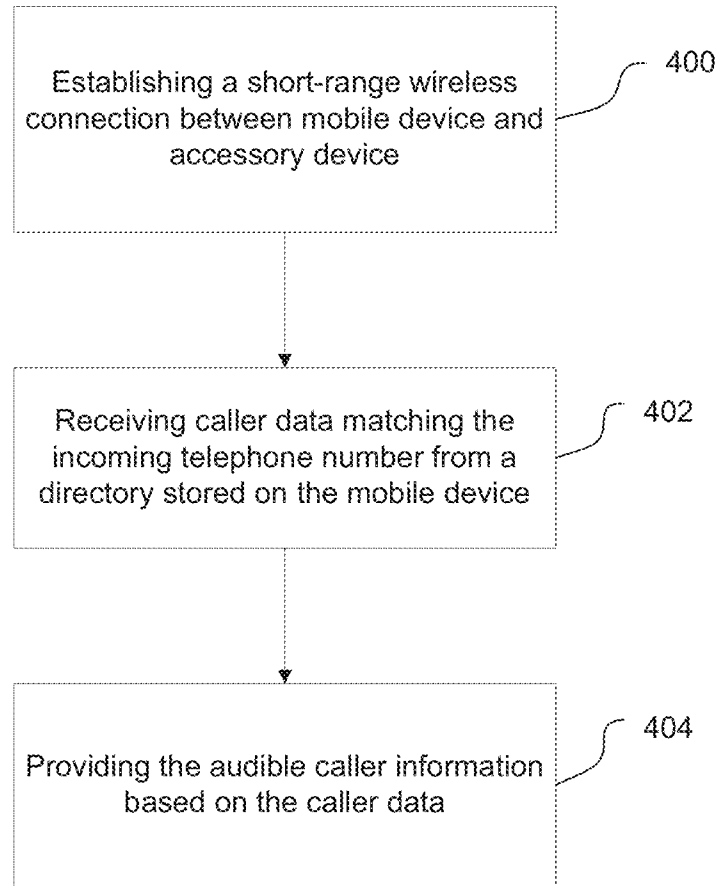 Establishing a short-range wireless
connection between mobile device and
accessory device
400
Receiving caller data matching the
incoming telephone number from a
directory stored on the mobile device
402
Providing the audible caller information
based on the caller data
404